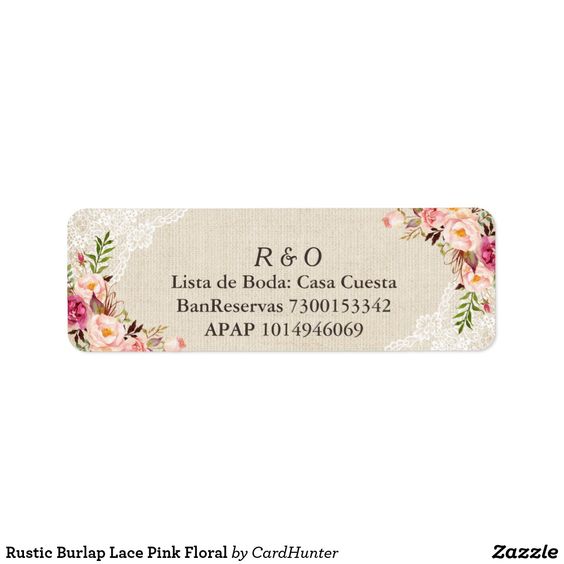 R & O
Lista de Boda: Casa Cuesta
BanReservas 7300153342
APAP 1014946069
Rustic Burlap Lace Pink Floral by CardHunter
Zazzle